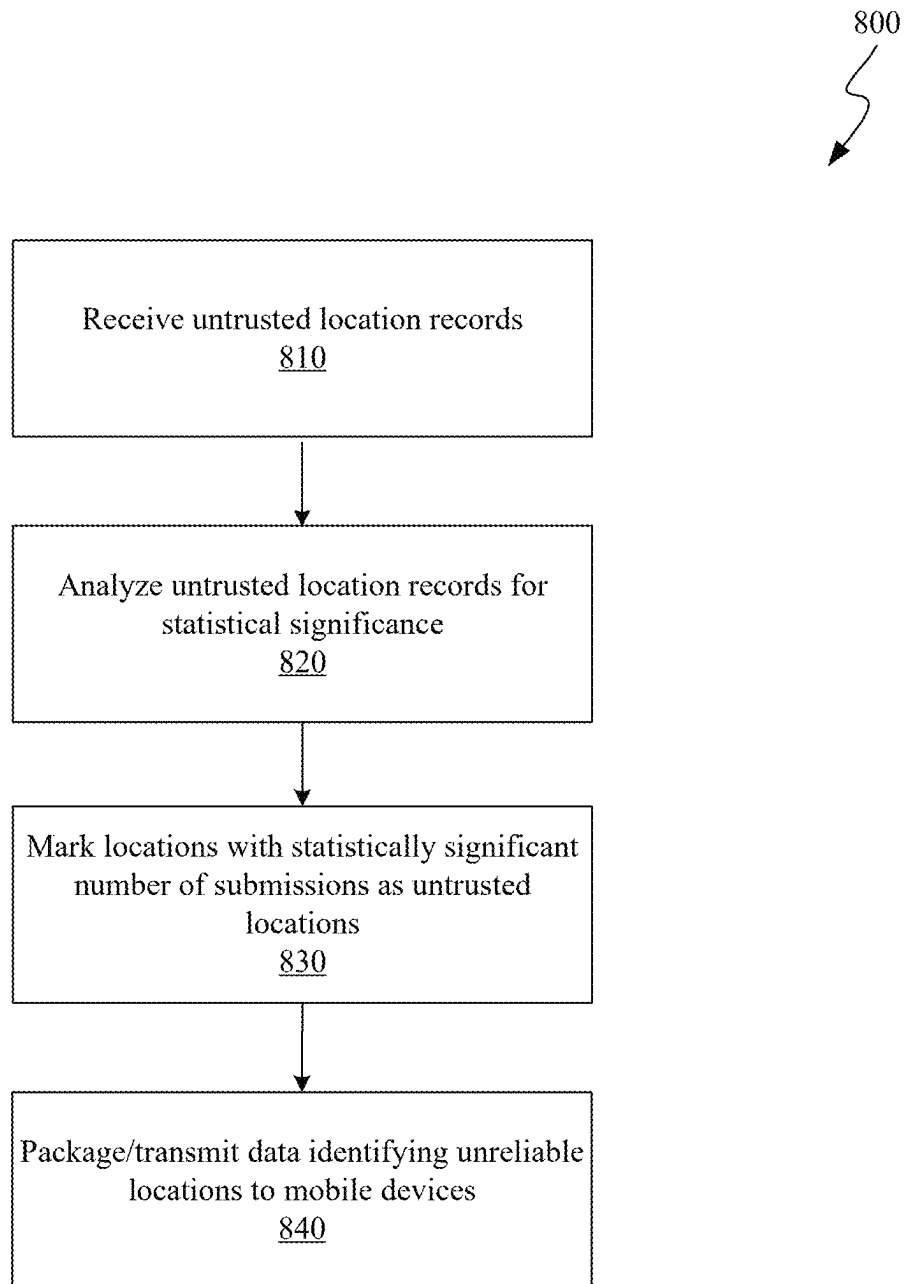 800
Receive untrusted location records
810
Analyze untrusted location records for
statistical significance
820
Mark locations with statistically significant
number of submissions as untrusted
locations
830
Package/transmit data identifying unreliable
locations to mobile devices
840